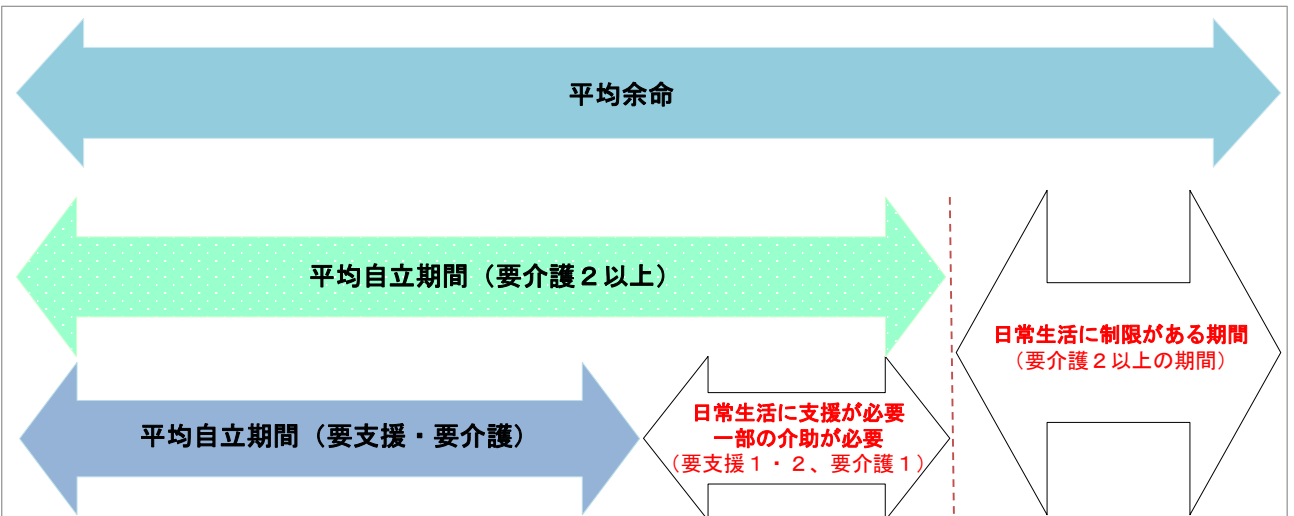 平均余命
平均自立期間（要介護２以上）
日常生活に制限がある期間
（要介護２以上の期間）
平均自立期間（要支援・要介護）
日常生活に支援が必要
一部の介助が必要
（要支援１・２、要介護１）